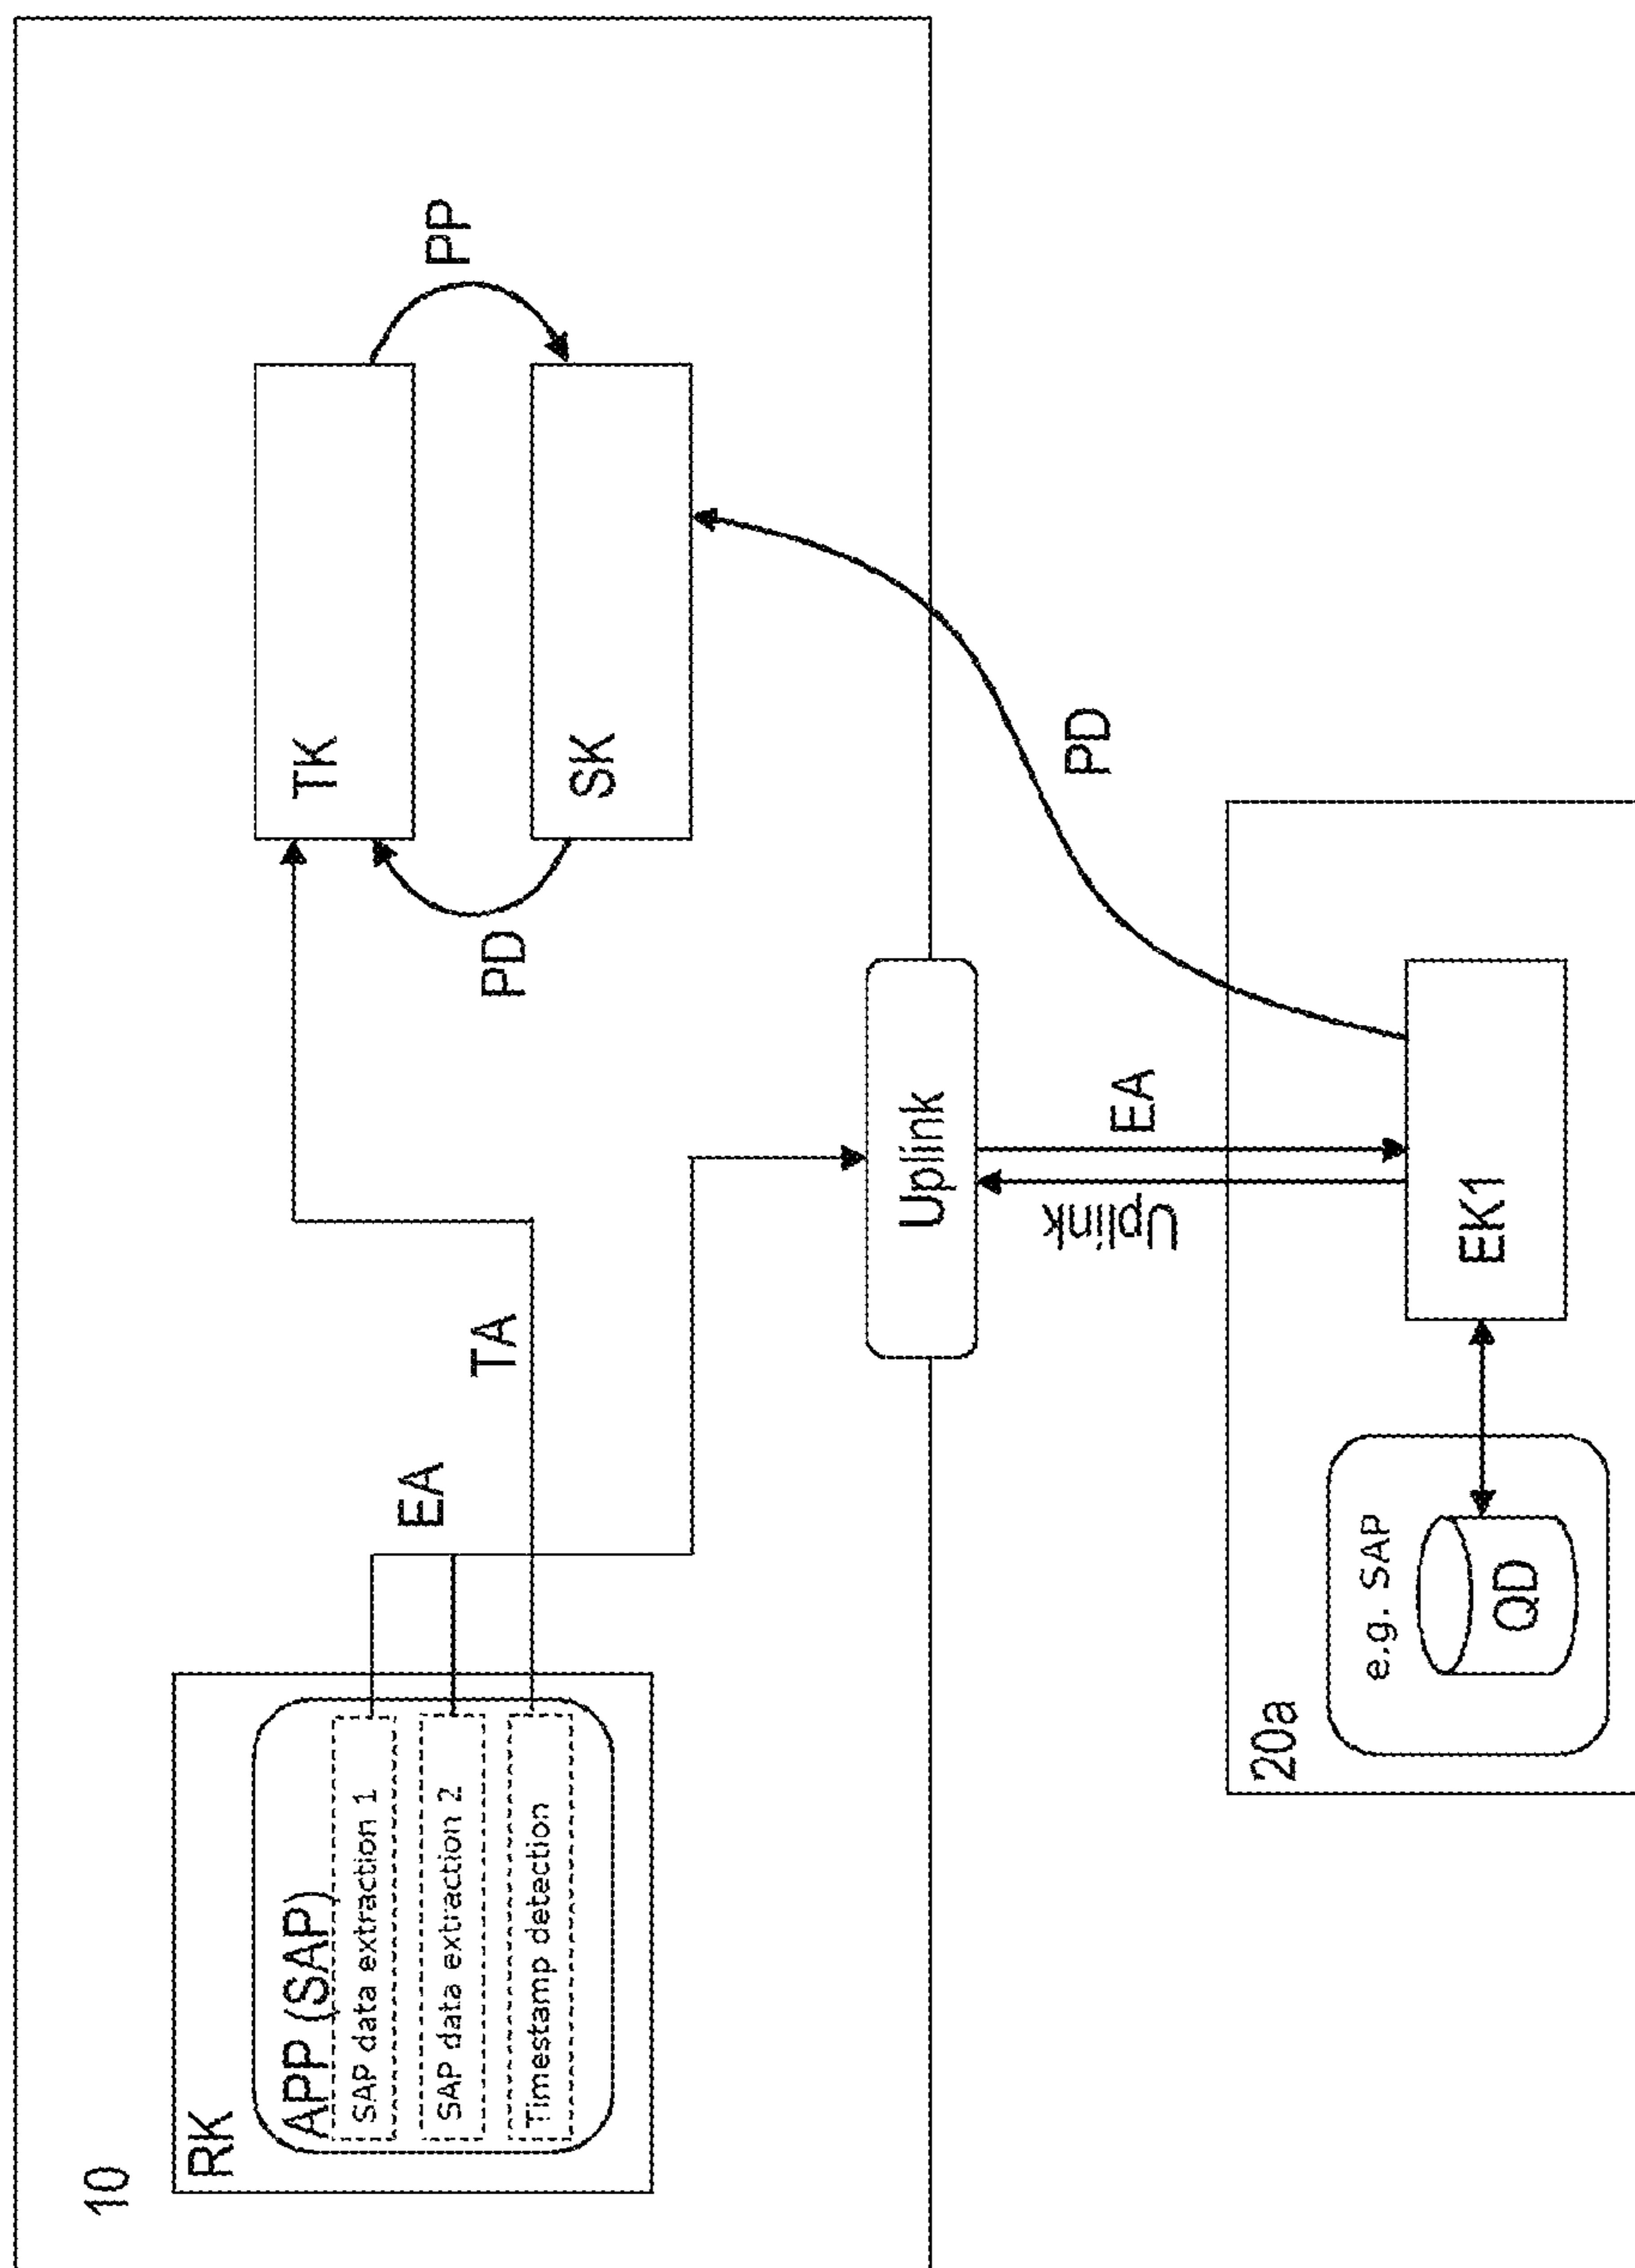 10
RK
APP (SAP)
SAP data extraction 1
SAP data extraction 2
Timestamp detection
EA
TA
PD
TK
SK
PP
Uplink
Uplink
EA
PD
20a
e.g. SAP
QD
EK1